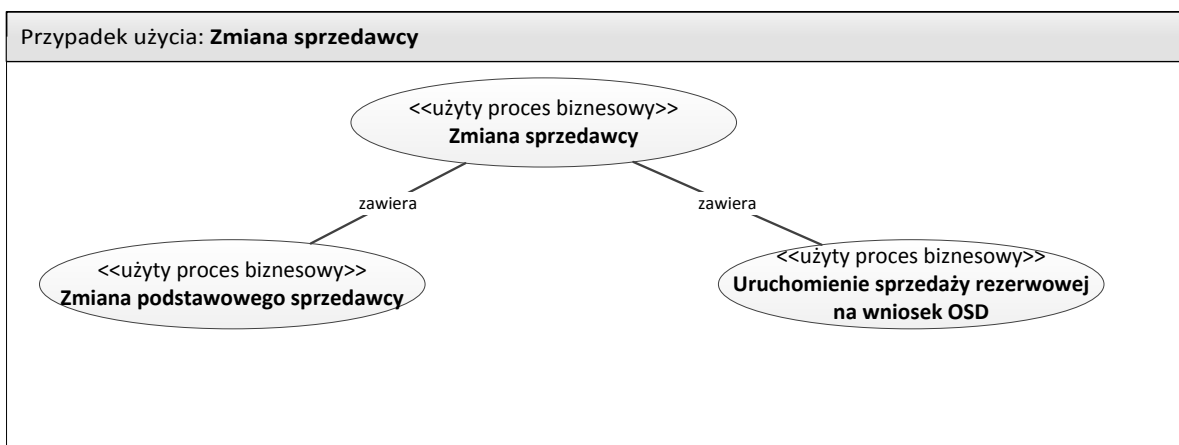 Przypadek użycia: Zmiana sprzedawcy
<<użyty proces biznesowy>>
Zmiana sprzedawcy
zawiera
zawiera
<<użyty proces biznesowy>>
Zmiana podstawowego sprzedawcy
<<użyty proces biznesowy>>
Uruchomienie sprzedaży rezerwowej
na wniosek OSD